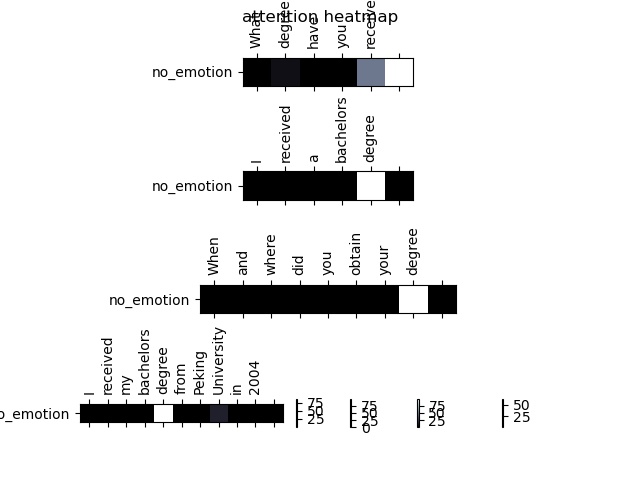 attention heatmap
What degree have you receive
no_emotion
I received a bachelors degree
no_emotion
When and where did you obtain your degree
no_emotion
I received my bachelors degree from Peking University in 2004
o_emotion
75 75 75 50
50 50 50 25
25 25 25
0